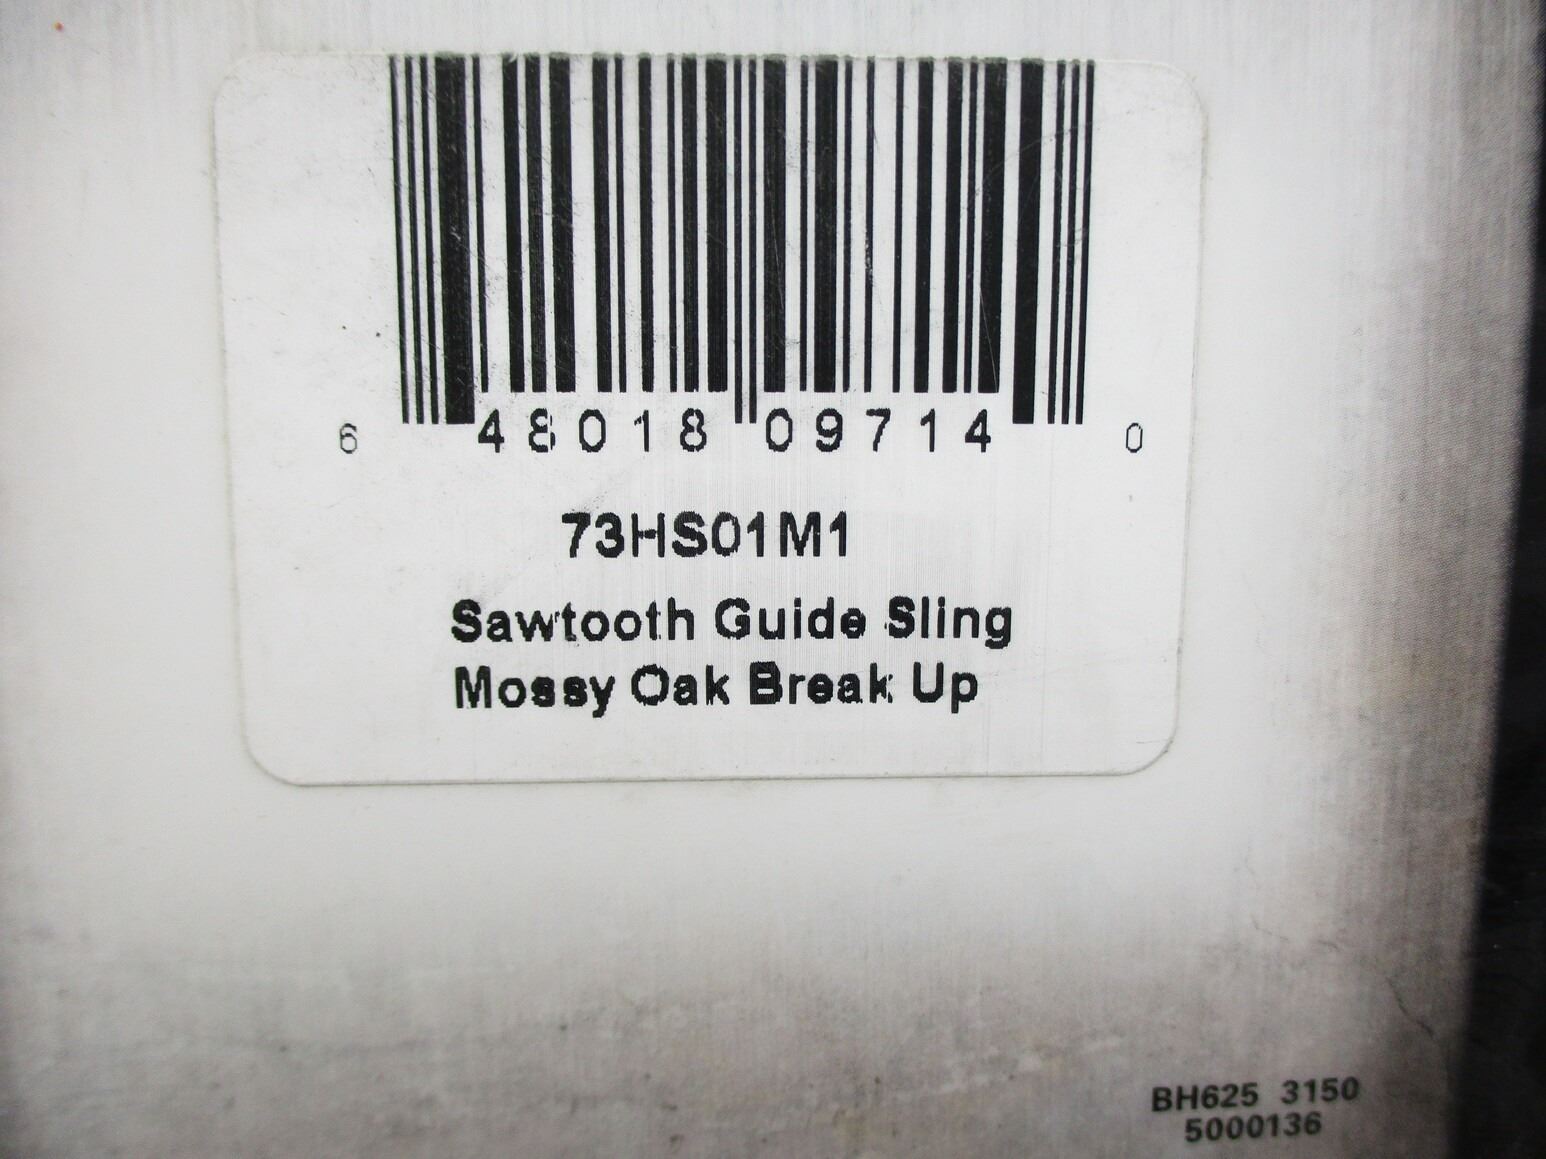 6 48018 09714 0
73HS01M1
Sawtooth Guide Sling
Mossy Oak Break Up
BH625 3150
5000136